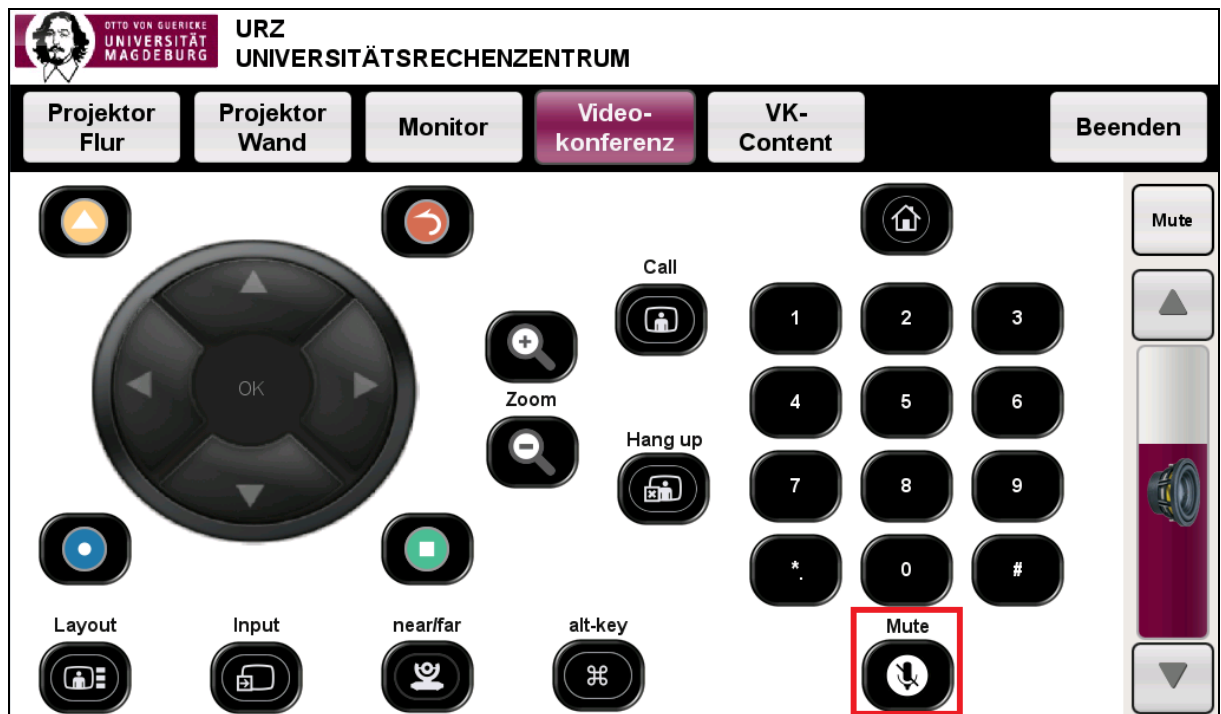 OTTO VON GUERICKE
UNIVERSITÄT
MAGDEBURG
URZ
UNIVERSITÄTSRECHENZENTRUM
Projektor
Flur
Projektor
Wand
Monitor
Video-
konferenz
VK-
Content
Beenden
Mute
Call
1
2
3
OK
Zoom
4
5
6
Hang up
7
8
9
*.
0
#
Layout
Input
near/far
alt-key
Mute